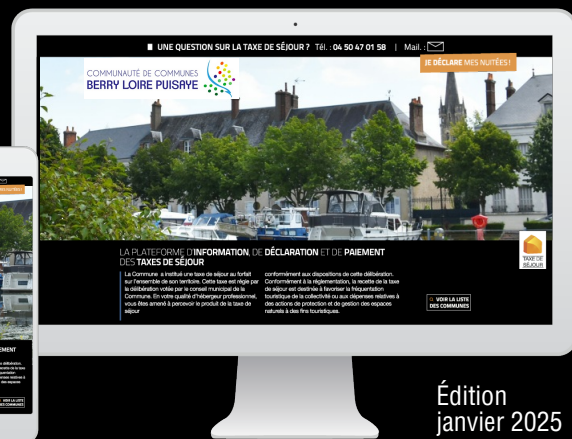 UNE QUESTION SUR LA TAXE DE SÉJOUR ? Tél. : 04 50 47 01 58 | Mail. :
JE DÉCLARE MES NUITÉES !
COMMUNAUTÉ DE COMMUNES
BERRY LOIRE PUISAYE
LA PLATEFORME D'INFORMATION, DE DÉCLARATION ET DE PAIEMENT
DES TAXES DE SÉJOUR
La Commune a institué une taxe de séjour au forfait
sur l'ensemble de son territoire. Cette taxe est régie par
la délibération votée par le conseil municipal de la
Commune. En votre qualité d'hébergeur professionnel,
vous êtes amené à percevoir le produit de la taxe de
séjour
conformément aux dispositions de cette délibération.
Conformément à la réglementation, la recette de la taxe
de séjour est destinée à favoriser la fréquentation
touristique de la collectivité ou aux dépenses relatives à
des actions de protection et de gestion des espaces
naturels à des fins touristiques.
VOIR LA LISTE
DES COMMUNES
TAXE DE
SÉJOUR
Édition
janvier 2025